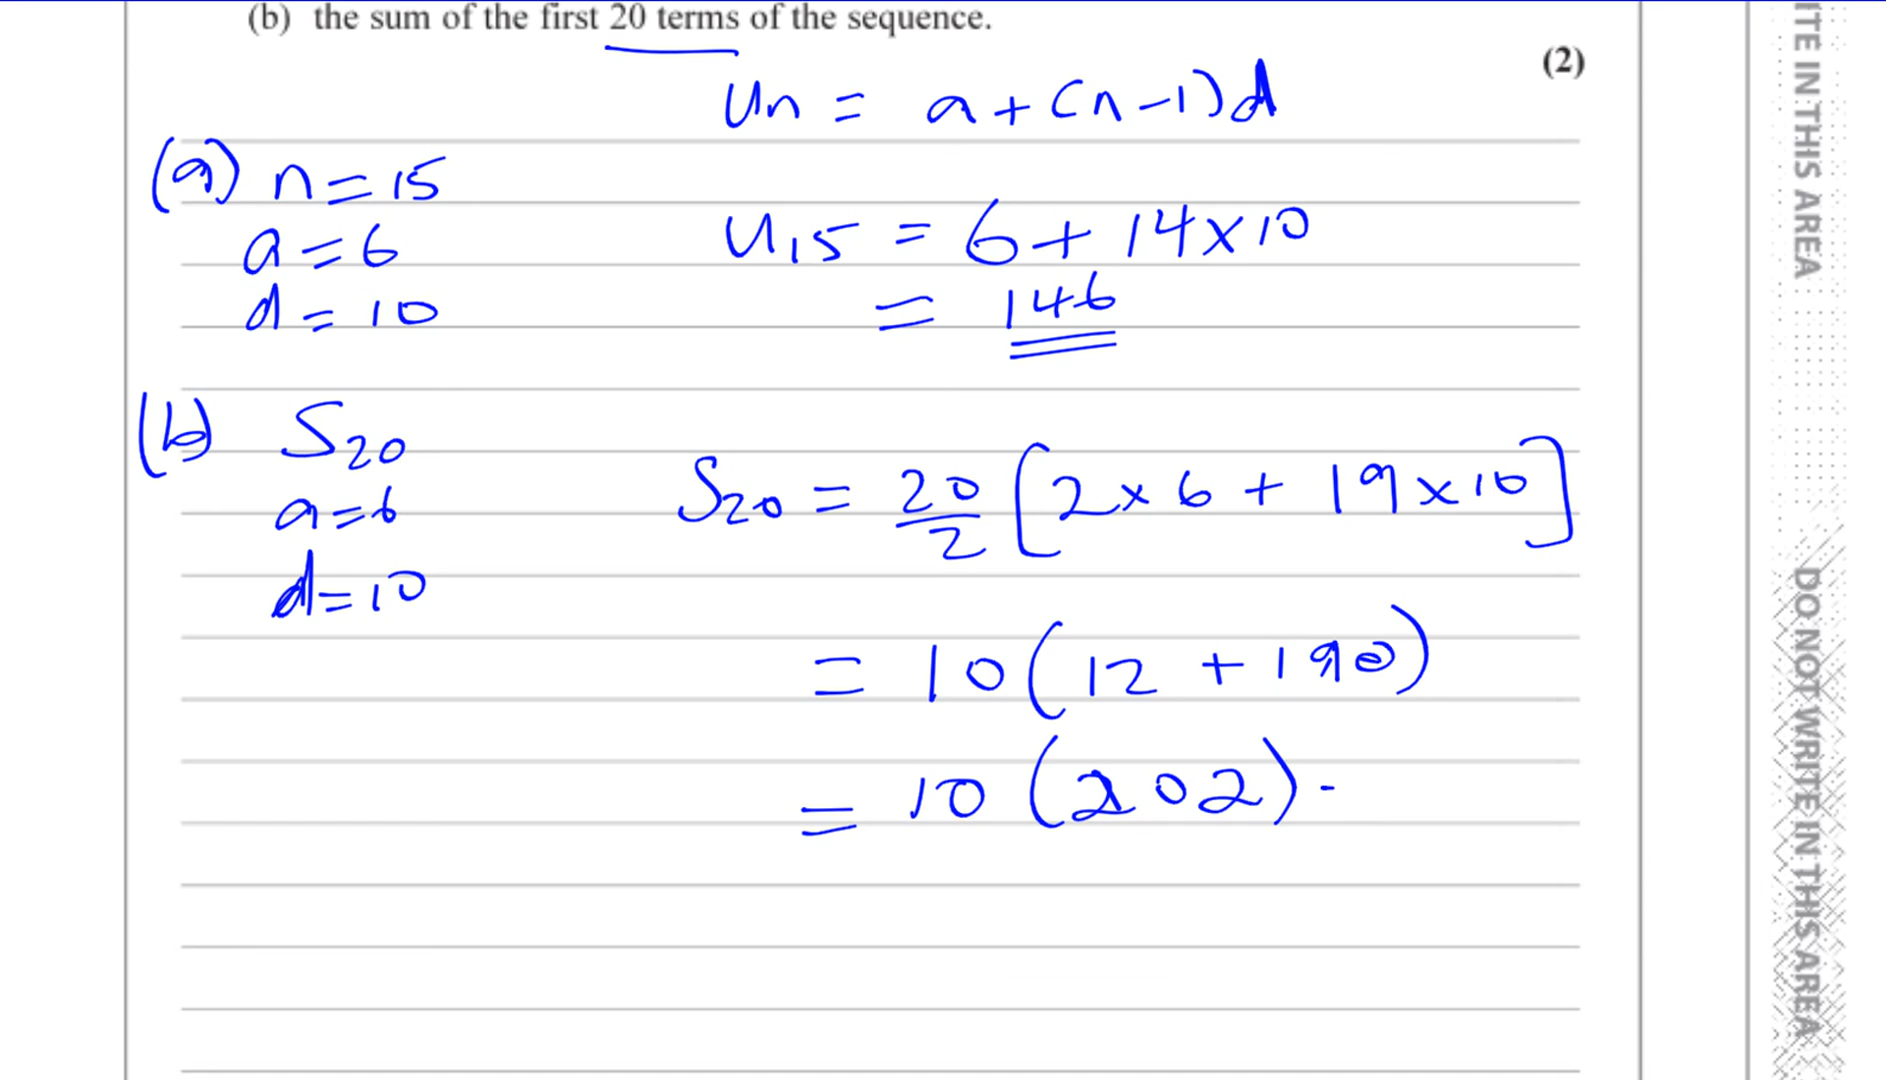 (b) the sum of the first 20 terms of the sequence.
(2)
Un = a + (n-1)d
(a) n = 15
a = 6
d = 10
U15 = 6 + 14 × 10
= 146
(b) S20
a = 6
d = 10
S20 = 20/2 [2 × 6 + 19 × 10]
= 10 (12 + 190)
= 10 (202) -
ITE IN THIS AREA
DO NOT WRITE IN THIS AREA